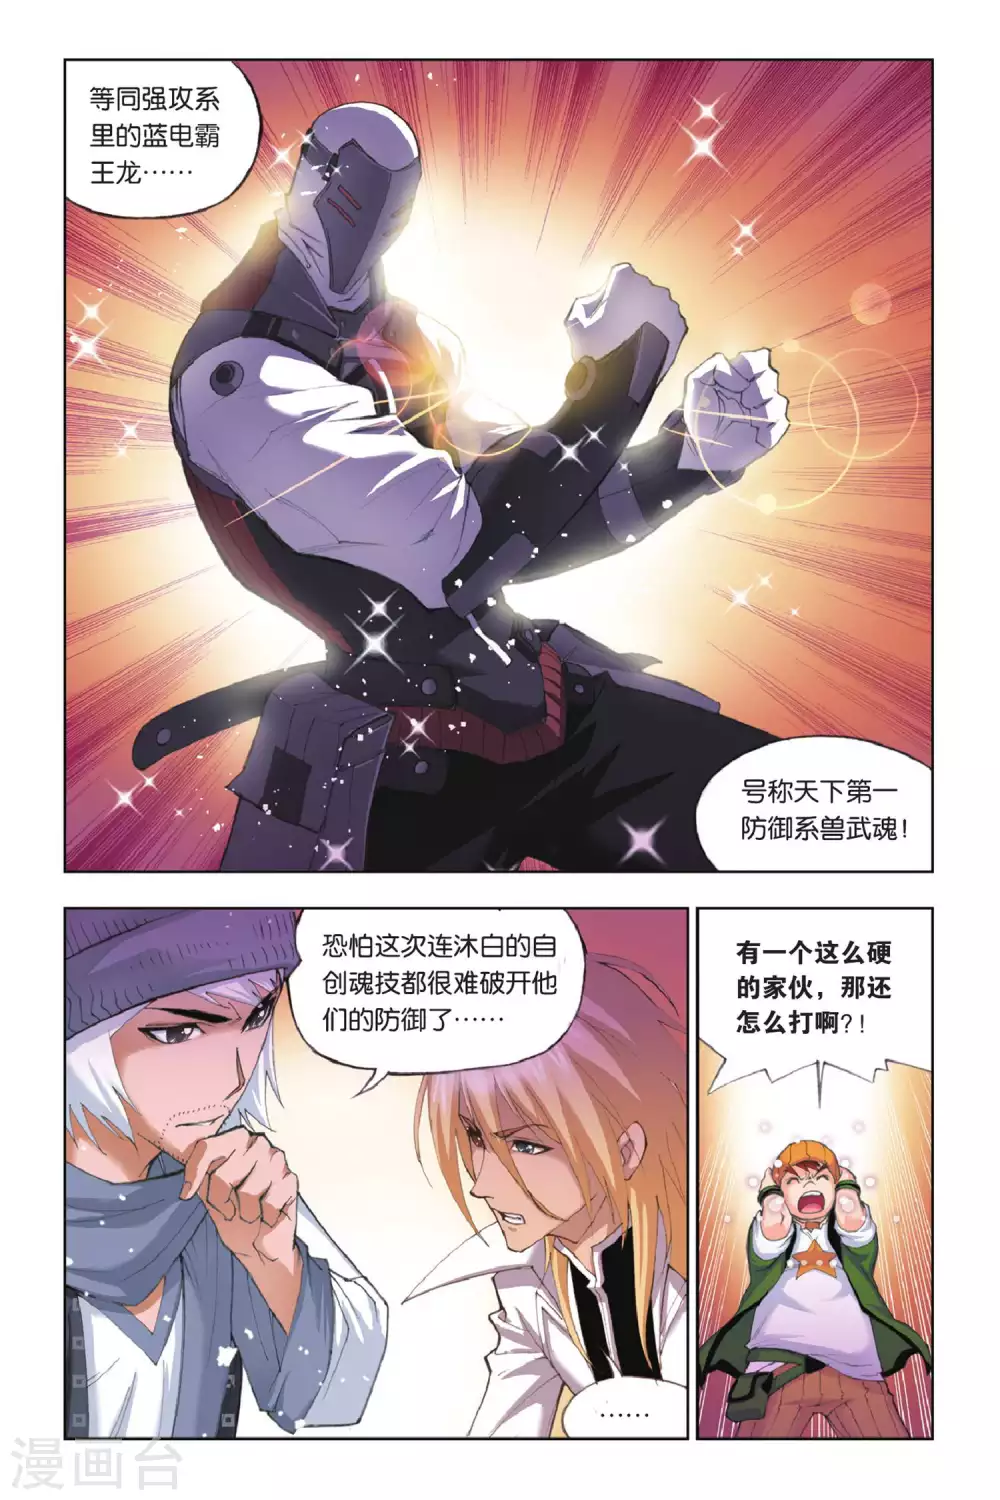 等同强攻系
里的蓝电霸
王龙……
号称天下第一
防御系兽武魂！
恐怕这次连沐白的自
创魂技都很难破开他
们的防御了……
……
有一个这么硬
的家伙，那还
怎么打啊?!
漫画台